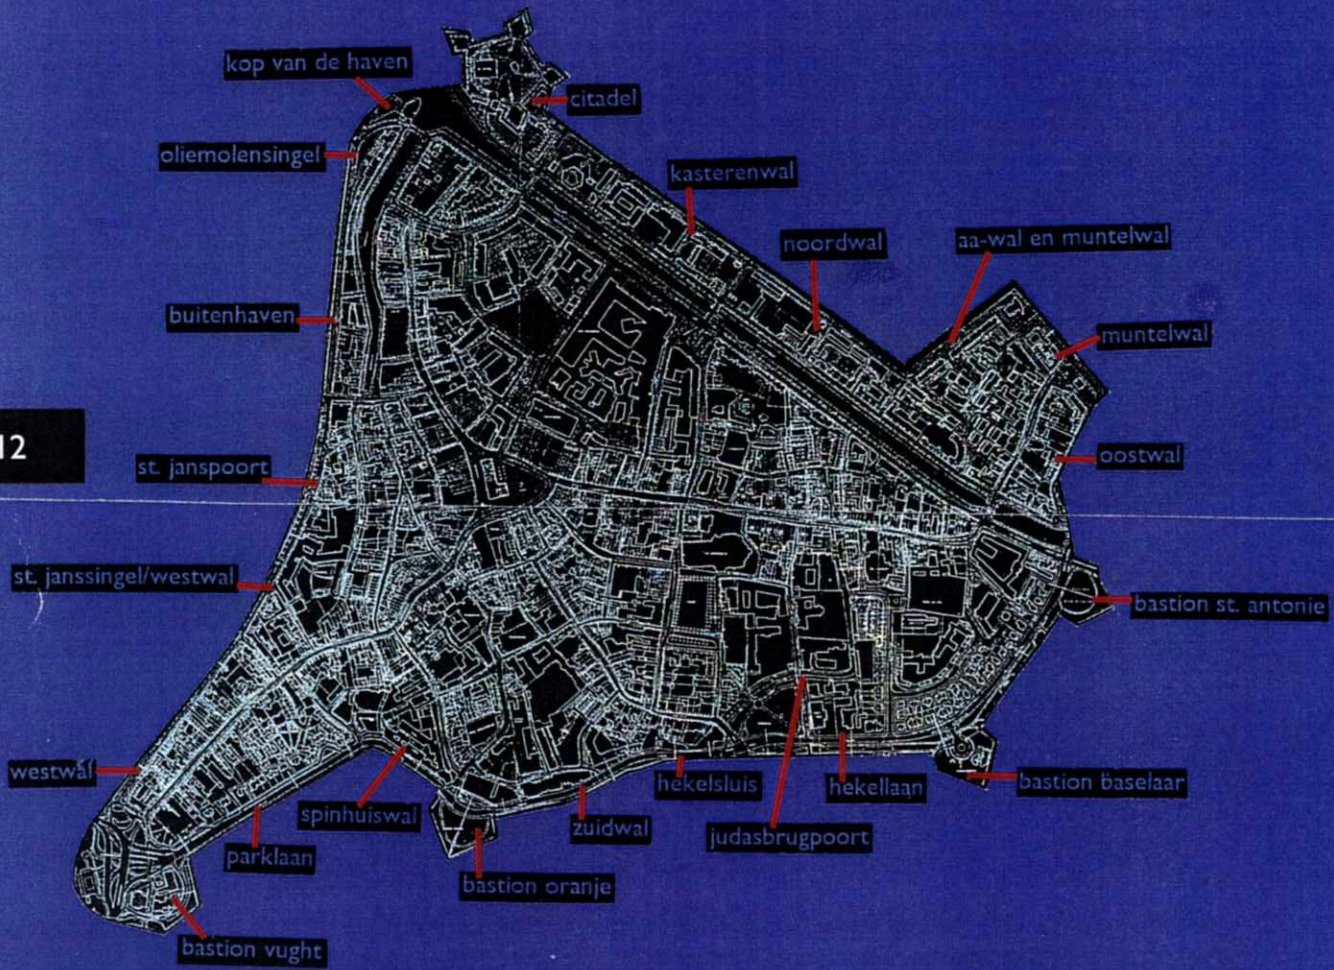 kop van de haven
citadel
oliemolensingel
kasterenwal
noordwal
aa-wal en muntelwal
buitenhaven
muntelwal
12
st. janspoort
oostwal
st. janssingel/westwal
bastion st. antonie
westwal
hekelsluis
hekellaan
bastion baselaar
spinhuiswal
zuidwal
judasbrugpoort
parklaan
bastion oranje
bastion vught